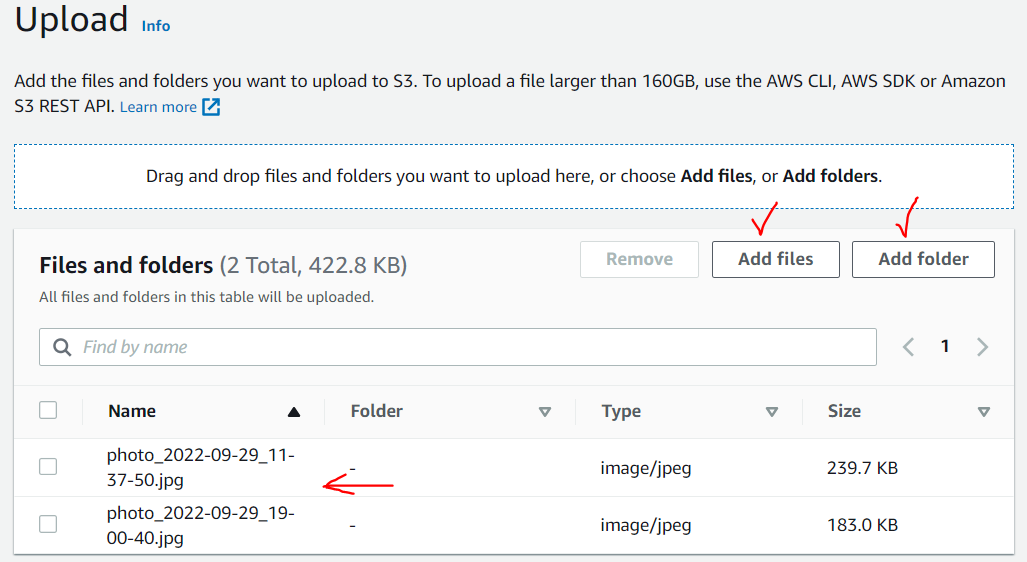 Upload Info
Add the files and folders you want to upload to S3. To upload a file larger than 160GB, use the AWS CLI, AWS SDK or Amazon
S3 REST API. Learn more
Drag and drop files and folders you want to upload here, or choose Add files, or Add folders.
Files and folders (2 Total, 422.8 KB)
Remove Add files Add folder
All files and folders in this table will be uploaded.
Find by name
1
Name Folder Type Size
photo_2022-09-29_11-
37-50.jpg - image/jpeg 239.7 KB
photo_2022-09-29_19-
00-40.jpg - image/jpeg 183.0 KB